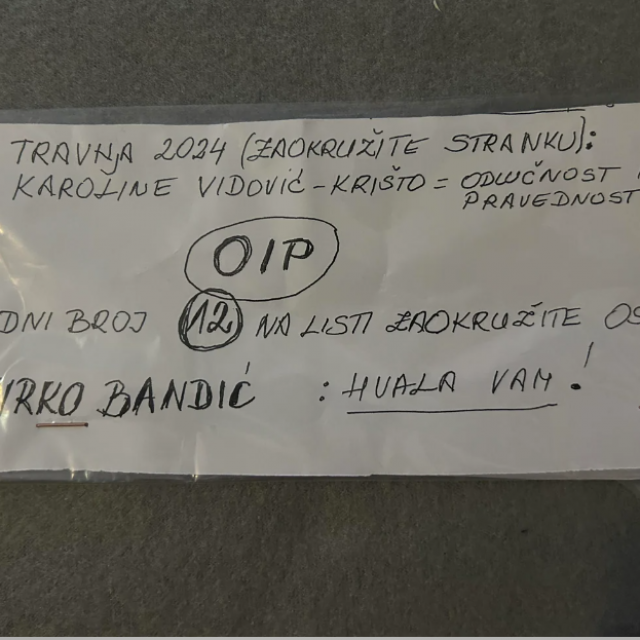 TRAVNJA 2024 (ZAOKRUŽITE STRANKU):
KAROLINE VIDOVIĆ-KRIŠTO = ODLUČNOST
PRAVEDNOST
OIP
DNI BROJ 12 NA LISTI ZAOKRUŽITE OS
IRKO BANDIĆ : HVALA VAM !